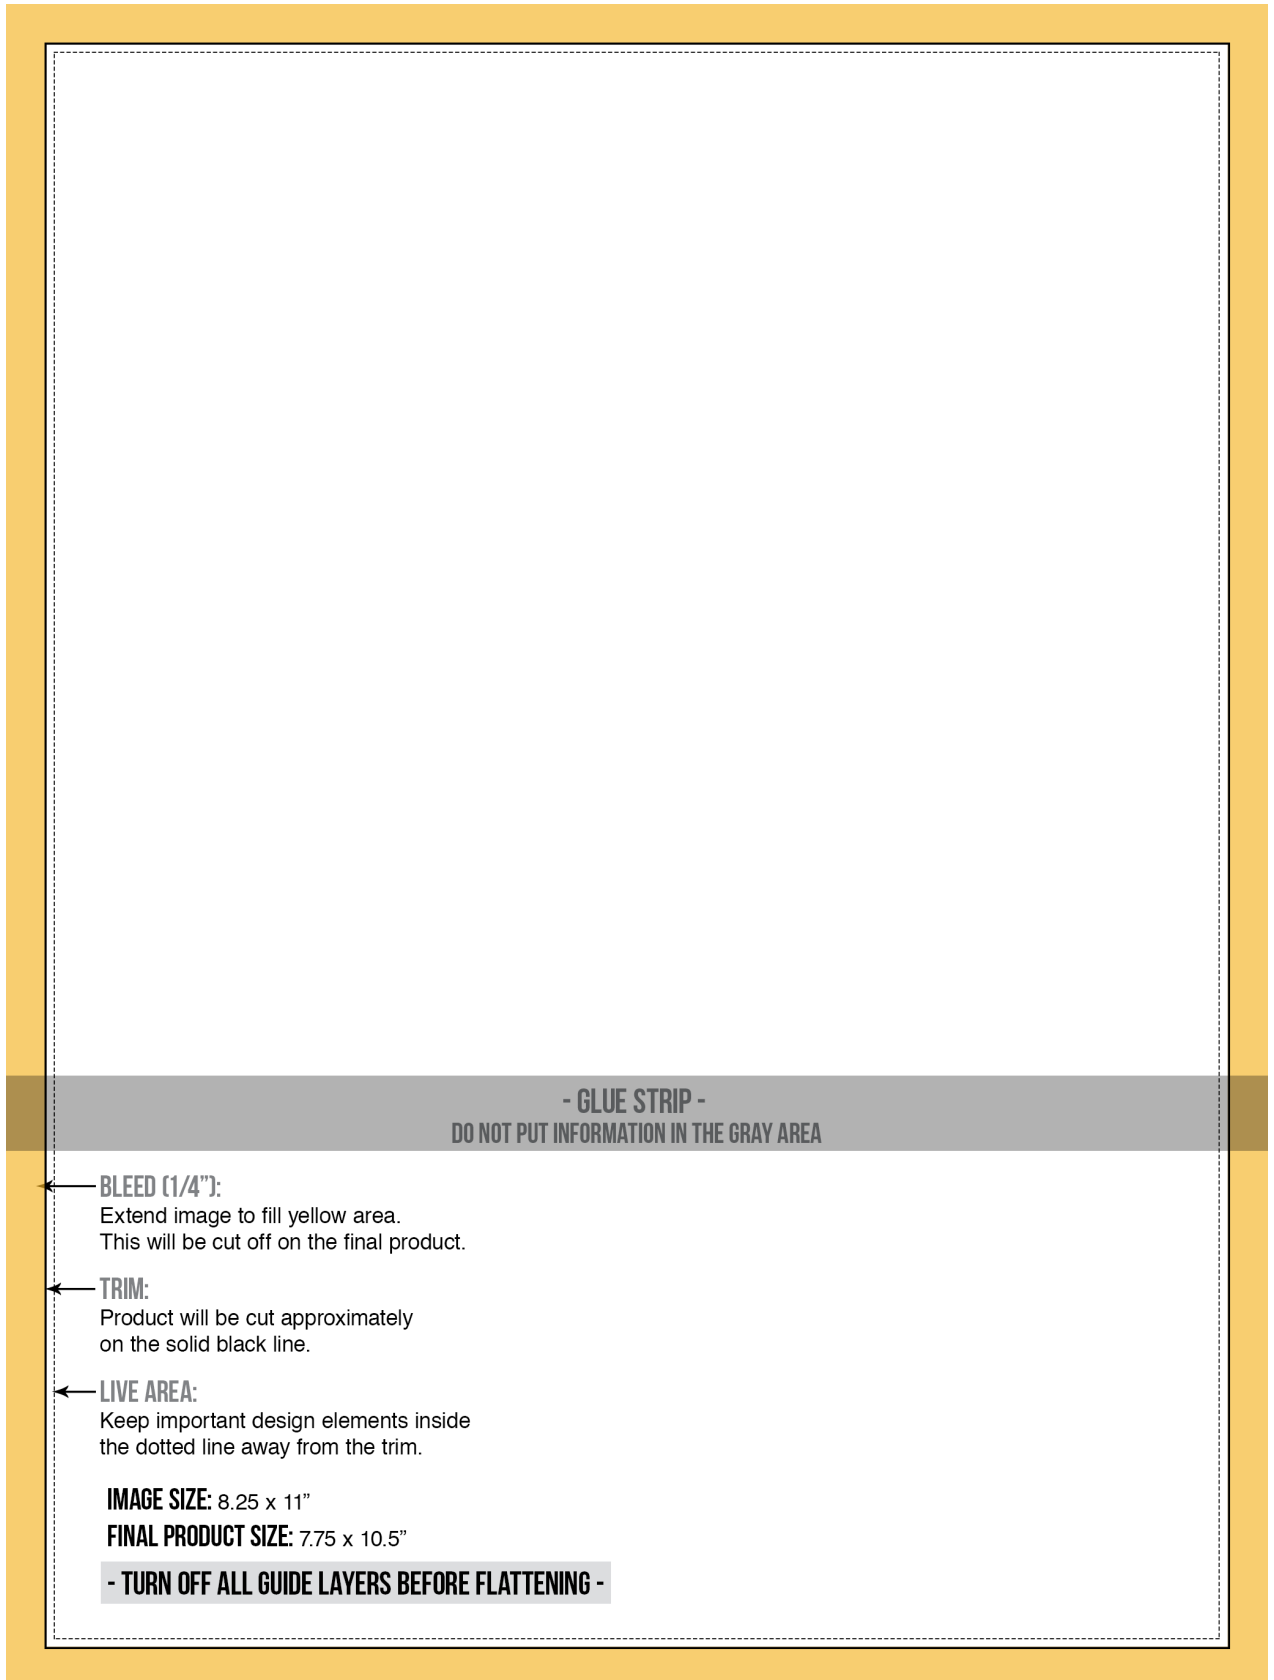 - GLUE STRIP -
DO NOT PUT INFORMATION IN THE GRAY AREA
BLEED (1/4”):
Extend image to fill yellow area.
This will be cut off on the final product.
TRIM:
Product will be cut approximately
on the solid black line.
LIVE AREA:
Keep important design elements inside
the dotted line away from the trim.
IMAGE SIZE: 8.25 x 11”
FINAL PRODUCT SIZE: 7.75 x 10.5”
- TURN OFF ALL GUIDE LAYERS BEFORE FLATTENING -